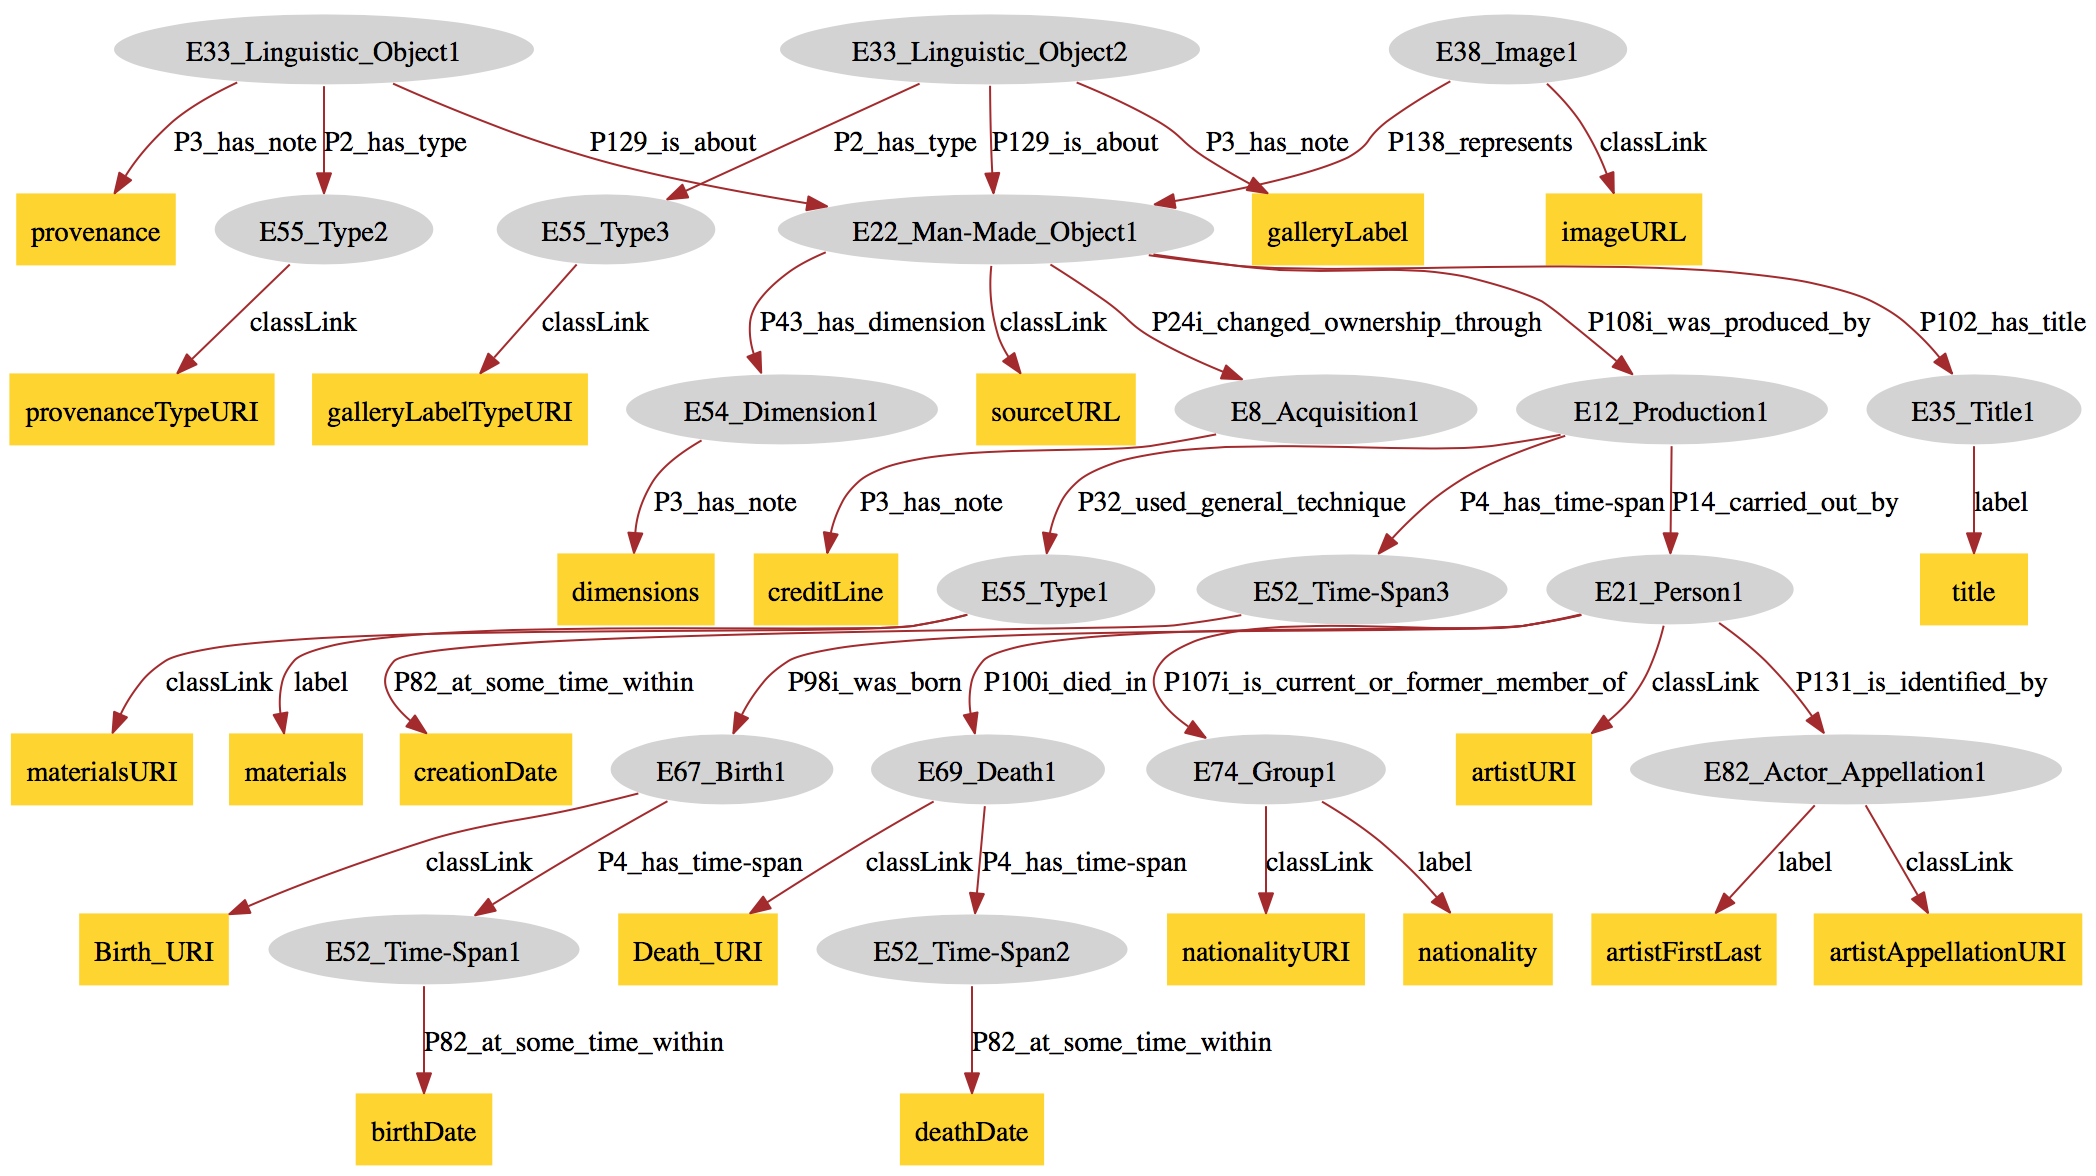 E33_Linguistic_Object1
E33_Linguistic_Object2
E38_Image1
P3_has_note
P2_has_type
P129_is_about
P2_has_type
P129_is_about
P3_has_note
P138_represents
classLink
provenance
E55_Type2
E55_Type3
E22_Man-Made_Object1
galleryLabel
imageURL
classLink
classLink
P43_has_dimension
classLink
P24i_changed_ownership_through
P108i_was_produced_by
P102_has_title
provenanceTypeURI
galleryLabelTypeURI
E54_Dimension1
sourceURL
E8_Acquisition1
E12_Production1
E35_Title1
P3_has_note
P3_has_note
P32_used_general_technique
P4_has_time-span
P14_carried_out_by
label
dimensions
creditLine
E55_Type1
E52_Time-Span3
E21_Person1
title
classLink
label
P82_at_some_time_within
P98i_was_born
P100i_died_in
P107i_is_current_or_former_member_of
classLink
P131_is_identified_by
materialsURI
materials
creationDate
E67_Birth1
E69_Death1
E74_Group1
artistURI
E82_Actor_Appellation1
classLink
P4_has_time-span
classLink
P4_has_time-span
classLink
label
label
classLink
Birth_URI
E52_Time-Span1
Death_URI
E52_Time-Span2
nationalityURI
nationality
artistFirstLast
artistAppellationURI
P82_at_some_time_within
P82_at_some_time_within
birthDate
deathDate